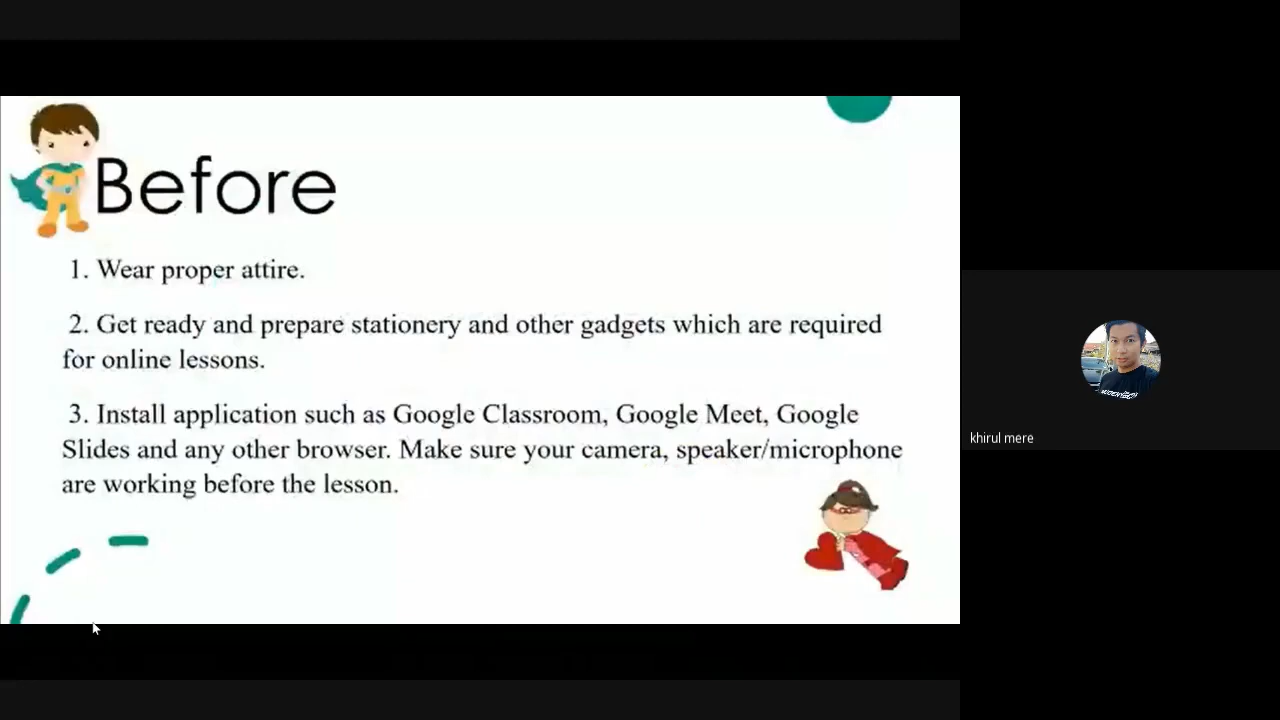 Before
1. Wear proper attire.
2. Get ready and prepare stationery and other gadgets which are required
for online lessons.
3. Install application such as Google Classroom, Google Meet, Google
Slides and any other browser. Make sure your camera, speaker/microphone
are working before the lesson.
khirul mere